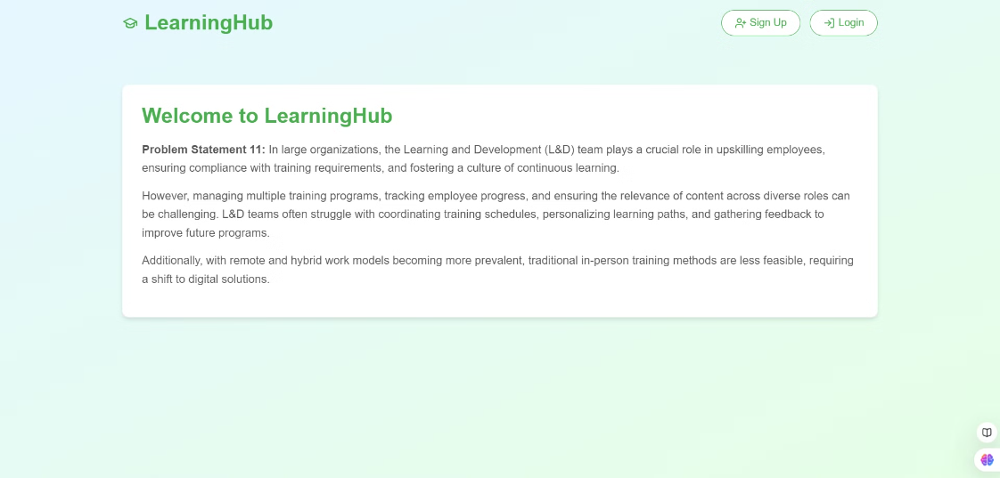 LearningHub
Sign Up
Login
Welcome to LearningHub
Problem Statement 11: In large organizations, the Learning and Development (L&D) team plays a crucial role in upskilling employees,
ensuring compliance with training requirements, and fostering a culture of continuous learning.
However, managing multiple training programs, tracking employee progress, and ensuring the relevance of content across diverse roles can
be challenging. L&D teams often struggle with coordinating training schedules, personalizing learning paths, and gathering feedback to
improve future programs.
Additionally, with remote and hybrid work models becoming more prevalent, traditional in-person training methods are less feasible, requiring
a shift to digital solutions.